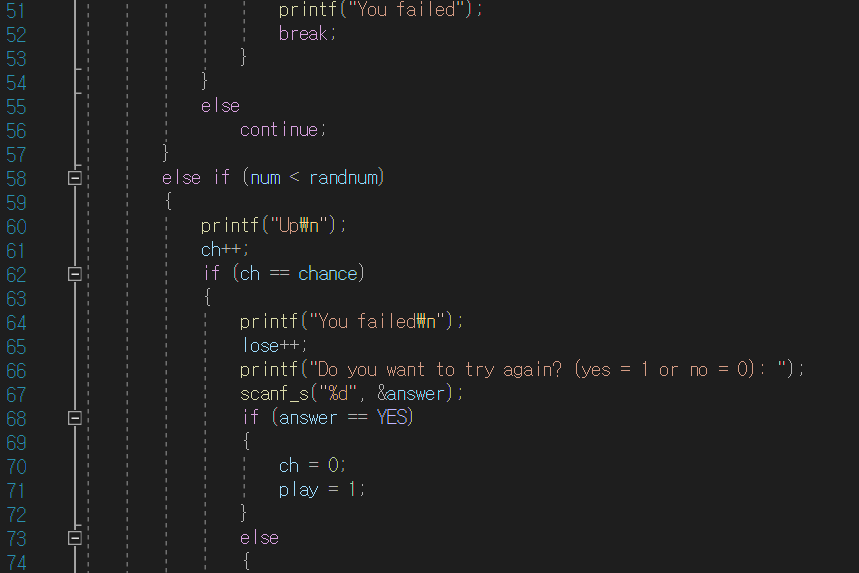 51 printf("You failed");
52 break;
53 }
54 }
55 else
56 continue;
57 }
58 else if (num < randnum)
59 {
60 printf("Up₩n");
61 ch++;
62 if (ch == chance)
63 {
64 printf("You failed₩n");
65 lose++;
66 printf("Do you want to try again? (yes = 1 or no = 0): ");
67 scanf_s("%d", &answer);
68 if (answer == YES)
69 {
70 ch = 0;
71 play = 1;
72 }
73 else
74 {